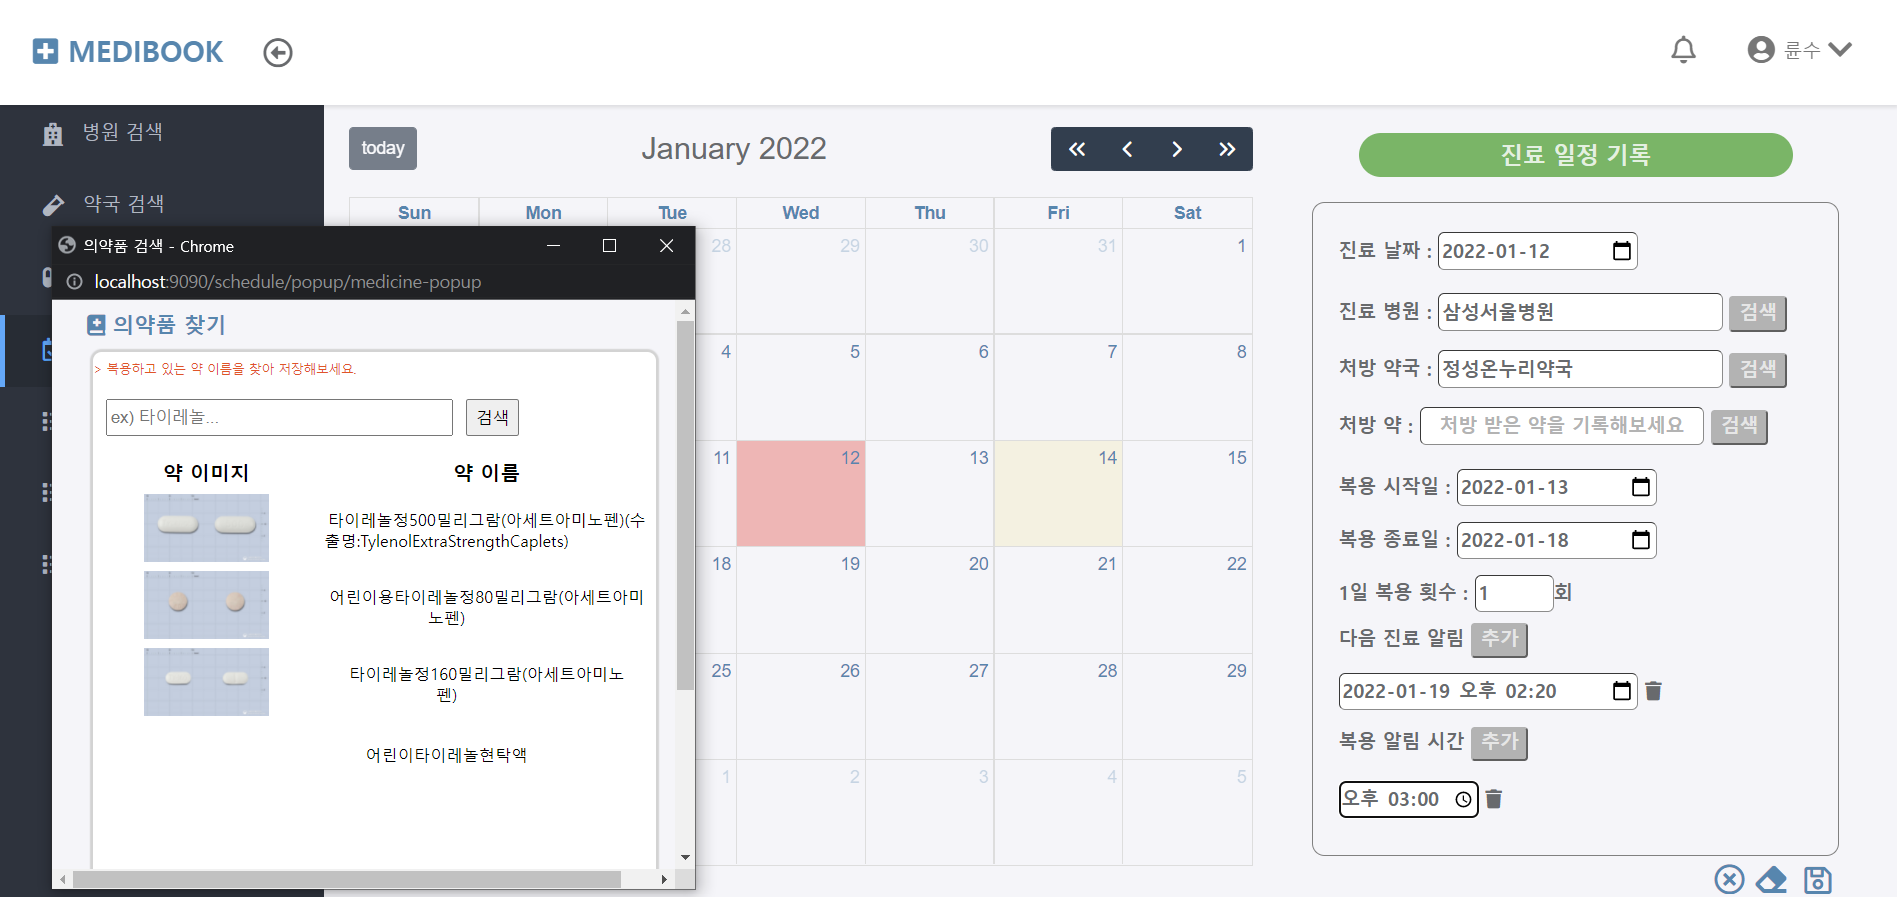 MEDIBOOK
륜수
병원 검색
약국 검색
today
January 2022
Sun Mon Tue Wed Thu Fri Sat
28 29 30 31 1
4 5 6 7 8
11 12 13 14 15
18 19 20 21 22
25 26 27 28 29
1 2 3 4 5
의약품 검색 - Chrome
localhost:9090/schedule/popup/medicine-popup
의약품 찾기
> 복용하고 있는 약 이름을 찾아 저장해보세요.
ex) 타이레놀... 검색
약 이미지 약 이름
타이레놀정500밀리그람(아세트아미노펜)(수
출명:TylenolExtraStrengthCaplets)
어린이용타이레놀정80밀리그람(아세트아미
노펜)
타이레놀정160밀리그람(아세트아미노
펜)
어린이타이레놀현탁액
진료 일정 기록
진료 날짜 : 2022-01-12
진료 병원 : 삼성서울병원 검색
처방 약국 : 정성온누리약국 검색
처방 약 : 처방 받은 약을 기록해보세요 검색
복용 시작일 : 2022-01-13
복용 종료일 : 2022-01-18
1일 복용 횟수 : 1 회
다음 진료 알림 추가
2022-01-19 오후 02:20
복용 알림 시간 추가
오후 03:00